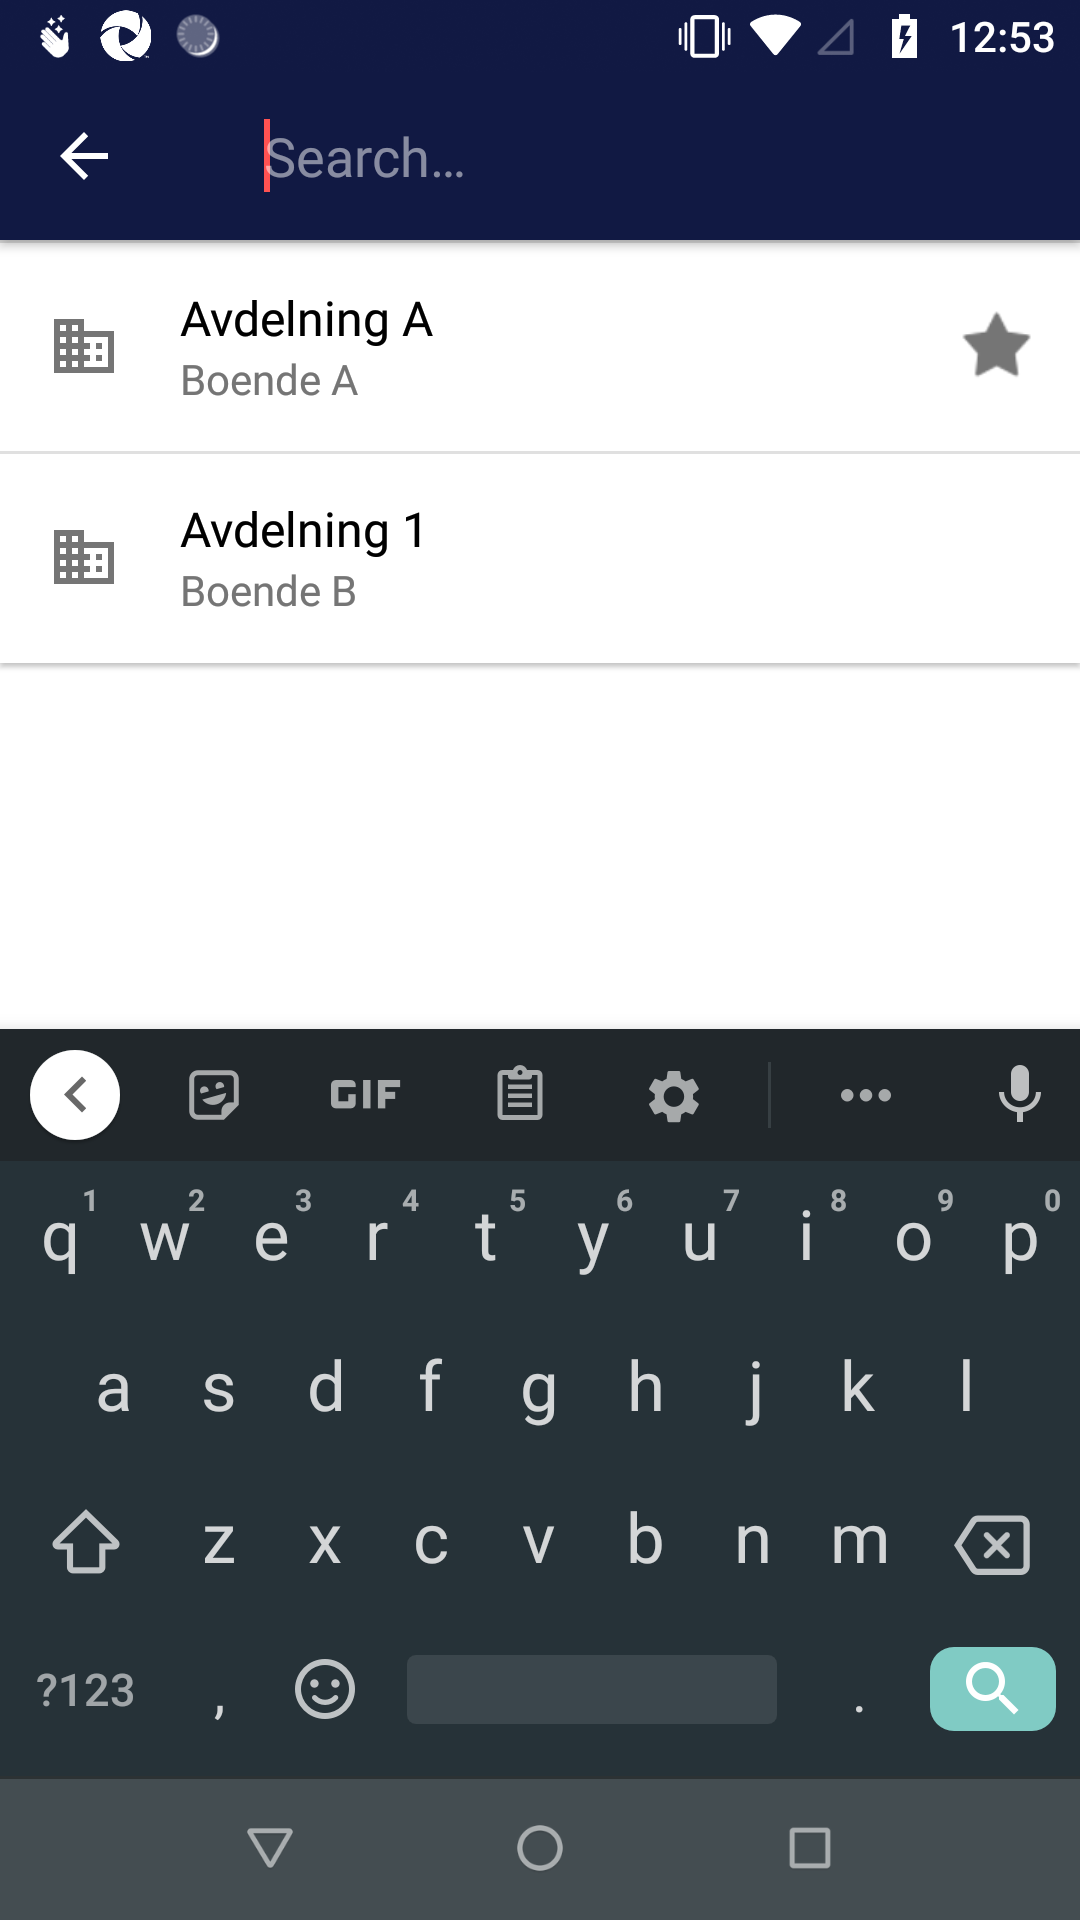 12:53
Search...
Avdelning A
Boende A
Avdelning 1
Boende B
GIF
1 2 3 4 5 6 7 8 9 0
q w e r t y u i o p
a s d f g h j k l
z x c v b n m
?123 , .